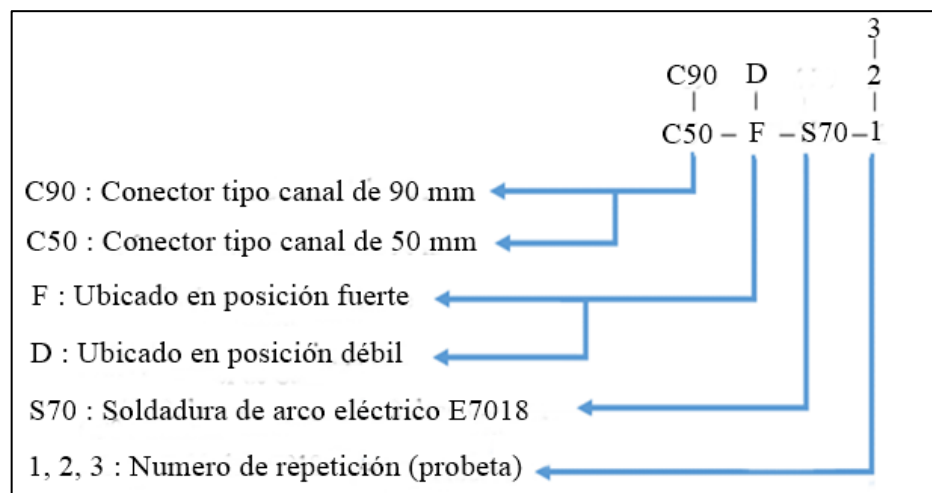 3
C90 D 2
C50 – F – S70 – 1
C90 : Conector tipo canal de 90 mm
C50 : Conector tipo canal de 50 mm
F : Ubicado en posición fuerte
D : Ubicado en posición débil
S70 : Soldadura de arco eléctrico E7018
1, 2, 3 : Numero de repetición (probeta)